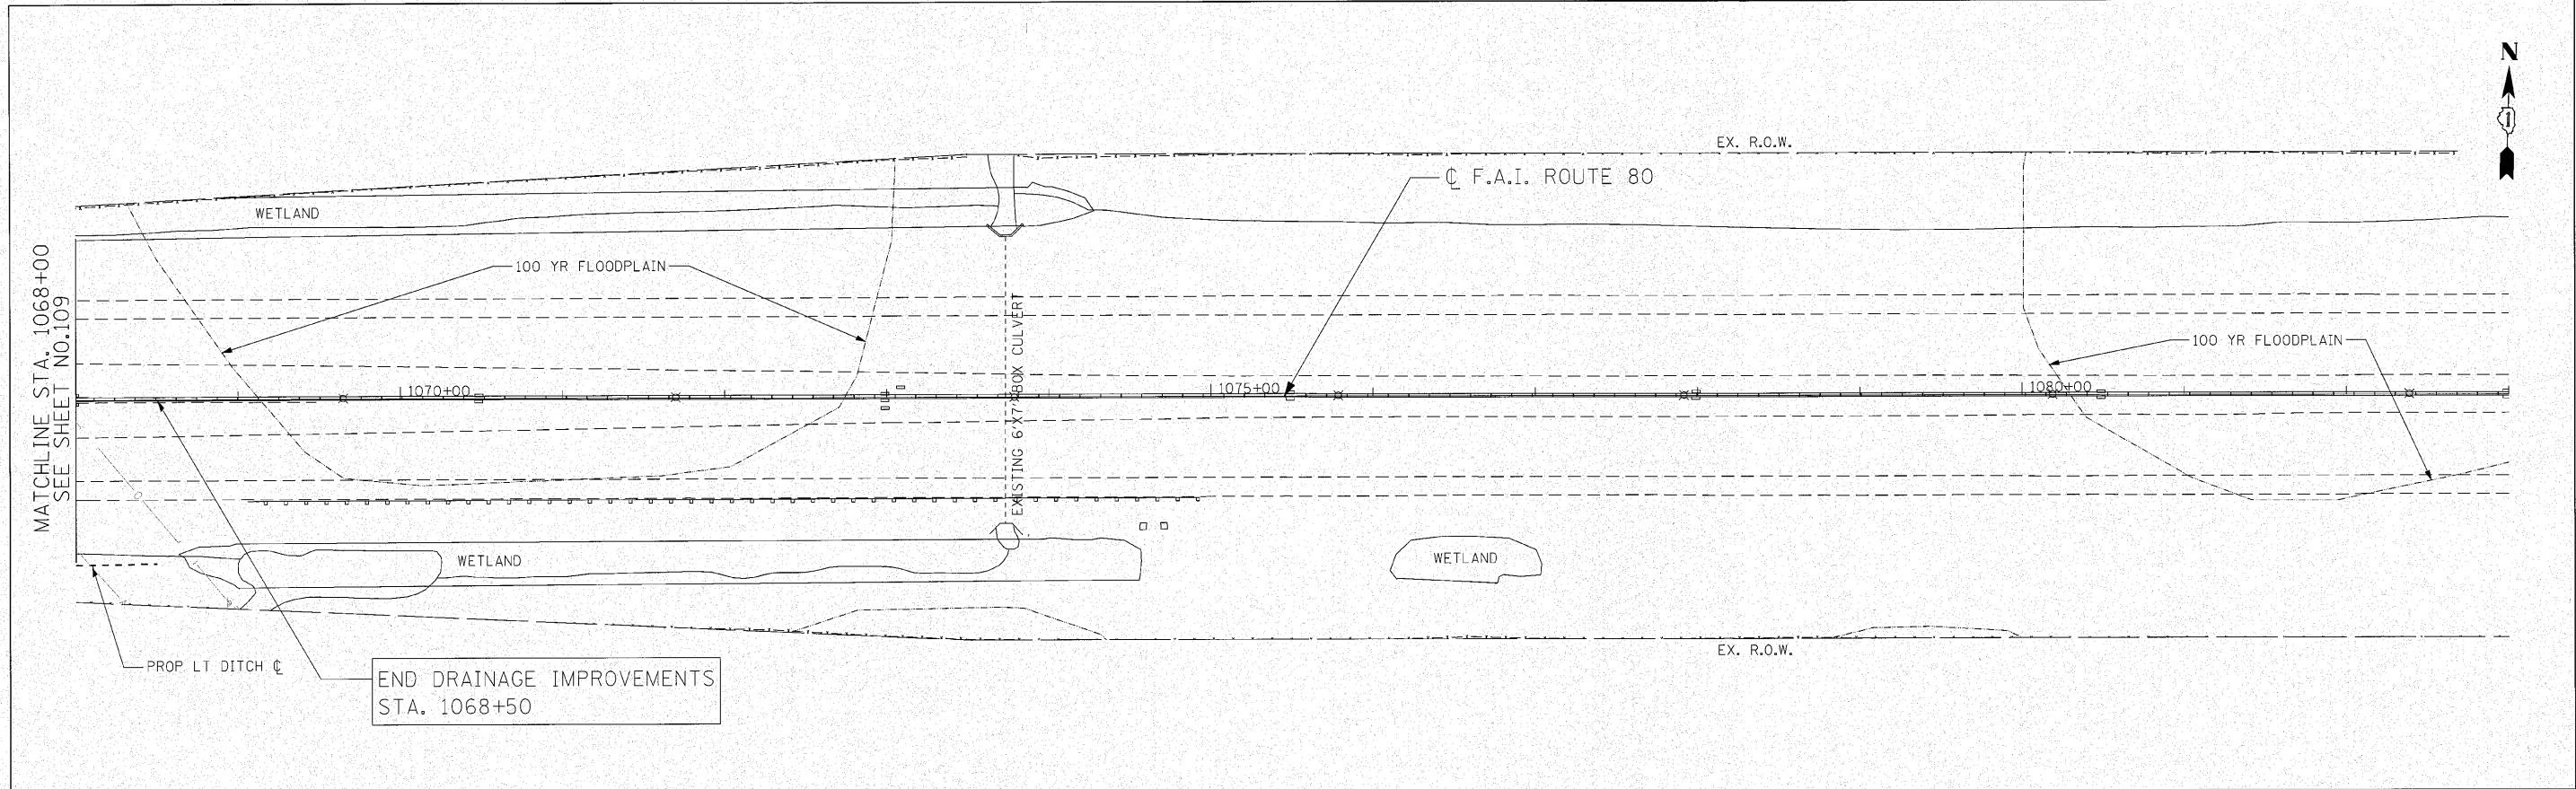 N
1
EX. R.O.W.
℄ F.A.I. ROUTE 80
WETLAND
100 YR FLOODPLAIN
MATCHLINE STA. 1068+00
SEE SHEET NO.109
EXISTING 6'X7' BOX CULVERT
100 YR FLOODPLAIN
1070+00
1075+00
1080+00
WETLAND
WETLAND
EX. R.O.W.
PROP LT DITCH ℄
END DRAINAGE IMPROVEMENTS
STA. 1068+50